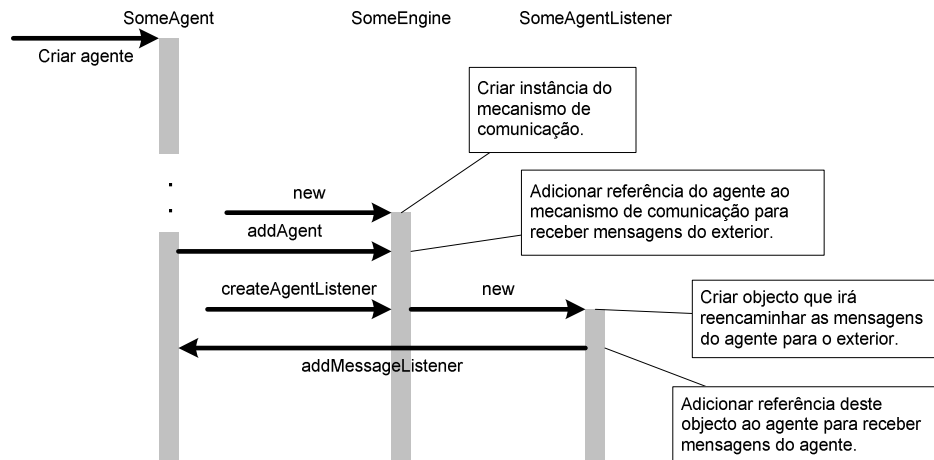 SomeAgent
SomeEngine
SomeAgentListener
Criar agente
Criar instância do
mecanismo de
comunicação.
new
Adicionar referência do agente ao
mecanismo de comunicação para
receber mensagens do exterior.
addAgent
createAgentListener
new
Criar objecto que irá
reencaminhar as mensagens
do agente para o exterior.
addMessageListener
Adicionar referência deste
objecto ao agente para receber
mensagens do agente.